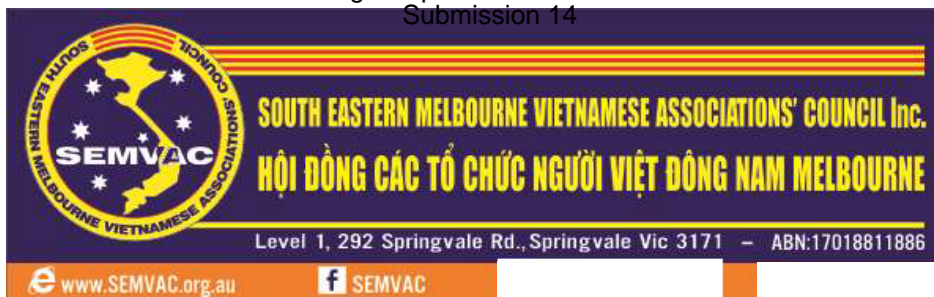 Submission 14
SOUTH EASTERN MELBOURNE VIETNAMESE ASSOCIATIONS' COUNCIL
SEMVAC
SOUTH EASTERN MELBOURNE VIETNAMESE ASSOCIATIONS' COUNCIL Inc.
HỘI ĐỒNG CÁC TỔ CHỨC NGƯỜI VIỆT ĐÔNG NAM MELBOURNE
Level 1, 292 Springvale Rd., Springvale Vic 3171 – ABN:17018811886
www.SEMVAC.org.au
SEMVAC